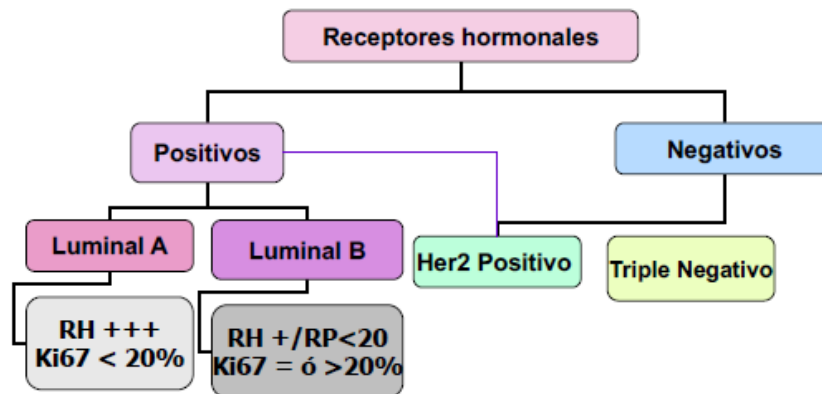 Receptores hormonales
Positivos
Negativos
Luminal A
Luminal B
Her2 Positivo
Triple Negativo
RH +++
Ki67 < 20%
RH +/RP<20
Ki67 = ó >20%